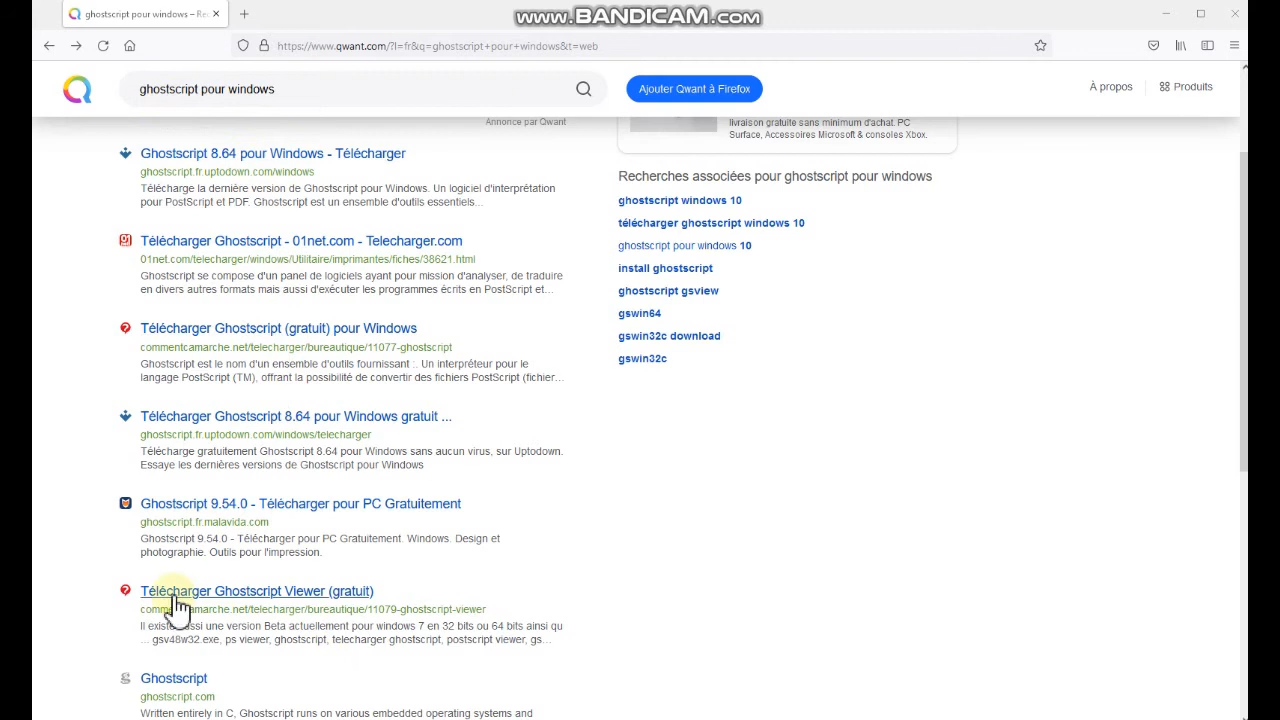 www.BANDICAM.com
ghostscript pour windows – Rec
https://www.qwant.com/?l=fr&q=ghostscript+pour+windows&t=web
ghostscript pour windows
Ajouter Qwant à Firefox
À propos
Produits
Annonce par Qwant
Ghostscript 8.64 pour Windows - Télécharger
ghostscript.fr.uptodown.com/windows
Télécharge la dernière version de Ghostscript pour Windows. Un logiciel d'interprétation
pour PostScript et PDF. Ghostscript est un ensemble d'outils essentiels...
Télécharger Ghostscript - 01net.com - Telecharger.com
01net.com/telecharger/windows/Utilitaire/imprimantes/fiches/38621.html
Ghostscript se compose d'un panel de logiciels ayant pour mission d'analyser, de traduire
en divers autres formats mais aussi d'exécuter les programmes écrits en PostScript et...
Télécharger Ghostscript (gratuit) pour Windows
commentcamarche.net/telecharger/bureautique/11077-ghostscript
Ghostscript est le nom d'un ensemble d'outils fournissant :. Un interpréteur pour le
langage PostScript (TM), offrant la possibilité de convertir des fichiers PostScript (fichier...
Télécharger Ghostscript 8.64 pour Windows gratuit ...
ghostscript.fr.uptodown.com/windows/telecharger
Télécharge gratuitement Ghostscript 8.64 pour Windows sans aucun virus, sur Uptodown.
Essaye les dernières versions de Ghostscript pour Windows
Ghostscript 9.54.0 - Télécharger pour PC Gratuitement
ghostscript.fr.malavida.com
Ghostscript 9.54.0 - Télécharger pour PC Gratuitement. Windows. Design et
photographie. Outils pour l'impression.
Télécharger Ghostscript Viewer (gratuit)
commentcamarche.net/telecharger/bureautique/11079-ghostscript-viewer
Il existe aussi une version Beta actuellement pour windows 7 en 32 bits ou 64 bits ainsi qu
... gsv48w32.exe, ps viewer, ghostscript, telecharger ghostscript, postscript viewer, gs...
Ghostscript
ghostscript.com
Written entirely in C, Ghostscript runs on various embedded operating systems and
livraison gratuite sans minimum d'achat. PC
Surface, Accessoires Microsoft & consoles Xbox.
Recherches associées pour ghostscript pour windows
ghostscript windows 10
télécharger ghostscript windows 10
ghostscript pour windows 10
install ghostscript
ghostscript gsview
gswin64
gswin32c download
gswin32c